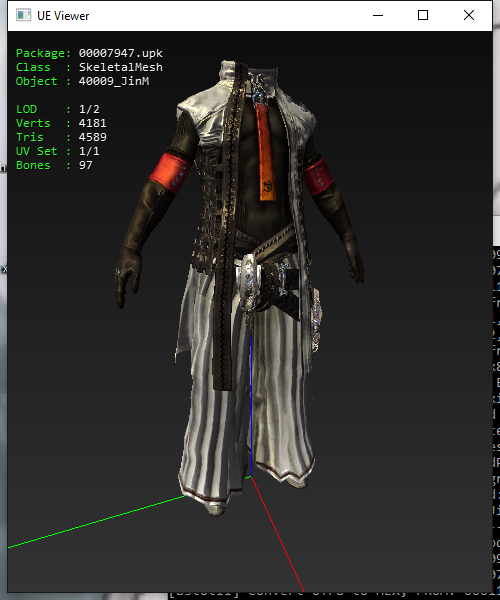 UE Viewer
Package: 00007947.upk
Class : SkeletalMesh
Object : 40009_JinM
LOD : 1/2
Verts : 4181
Tris : 4589
UV Set : 1/1
Bones : 97